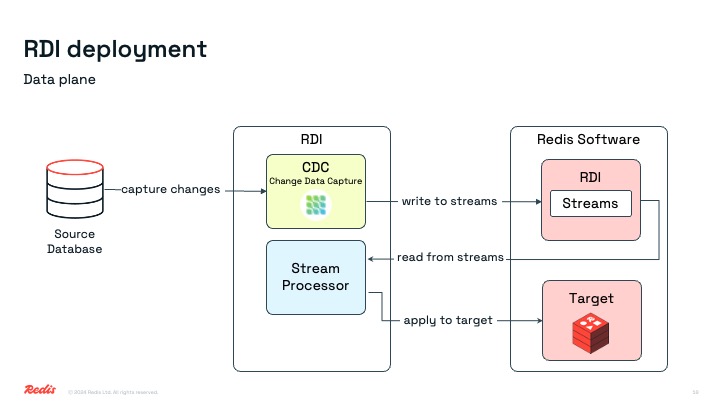 RDI deployment
Data plane
RDI
Redis Software
CDC
Change Data Capture
RDI
Streams
capture changes
write to streams
Source
Database
read from streams
Stream
Processor
Target
apply to target
Redis
© 2024 Redis Ltd. All rights reserved.